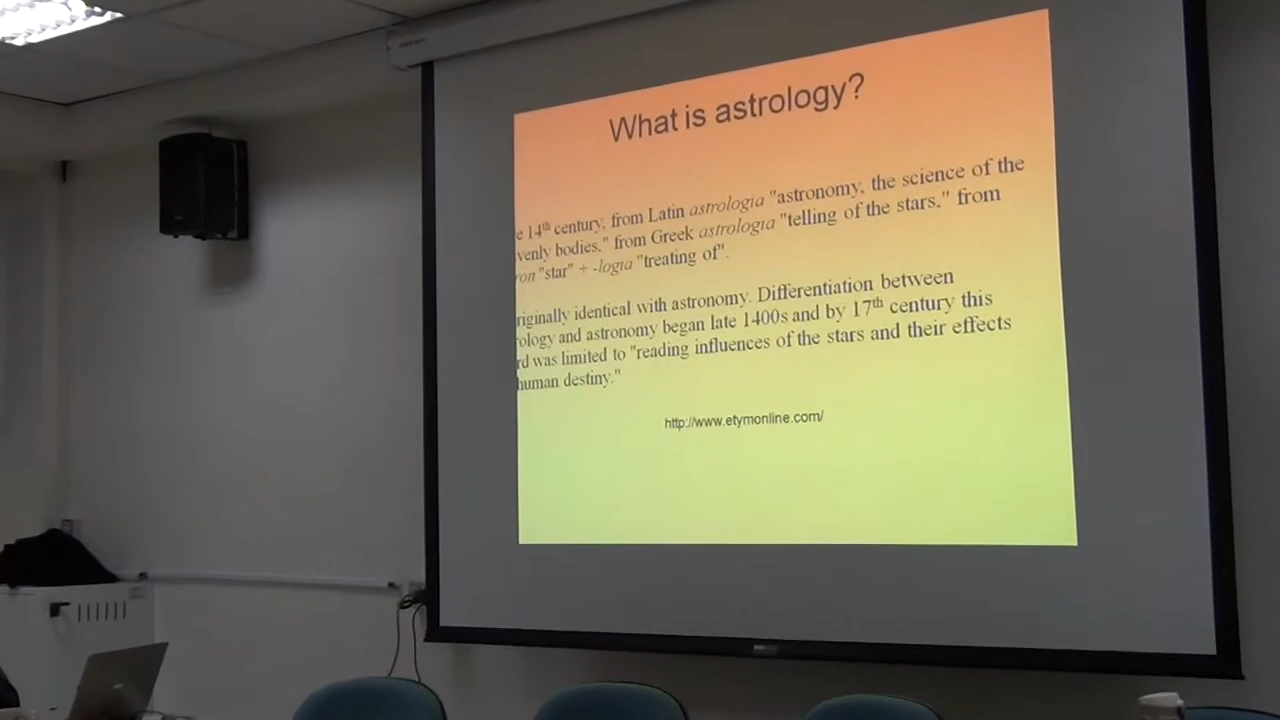 What is astrology?
e 14th century, from Latin astrologia "astronomy, the science of the
venly bodies," from Greek astrologia "telling of the stars," from
ron "star" + -logia "treating of".
riginally identical with astronomy. Differentiation between
ology and astronomy began late 1400s and by 17th century this
rd was limited to "reading influences of the stars and their effects
human destiny."
http://www.etymonline.com/